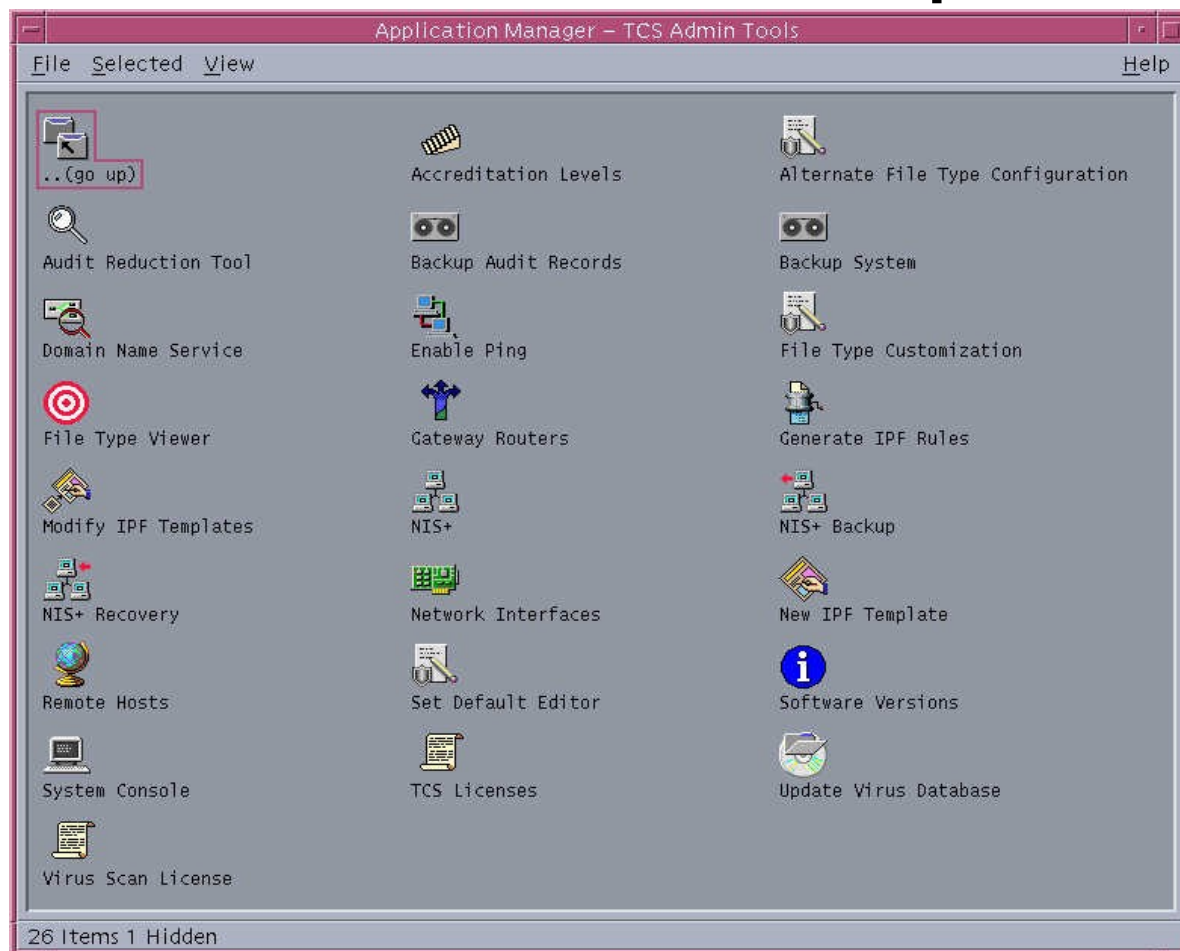 Application Manager – TCS Admin Tools
File Selected View Help
..(go up) Accreditation Levels Alternate File Type Configuration
Audit Reduction Tool Backup Audit Records Backup System
Domain Name Service Enable Ping File Type Customization
File Type Viewer Gateway Routers Generate IPF Rules
Modify IPF Templates NIS+ NIS+ Backup
NIS+ Recovery Network Interfaces New IPF Template
Remote Hosts Set Default Editor Software Versions
System Console TCS Licenses Update Virus Database
Virus Scan License
26 Items 1 Hidden